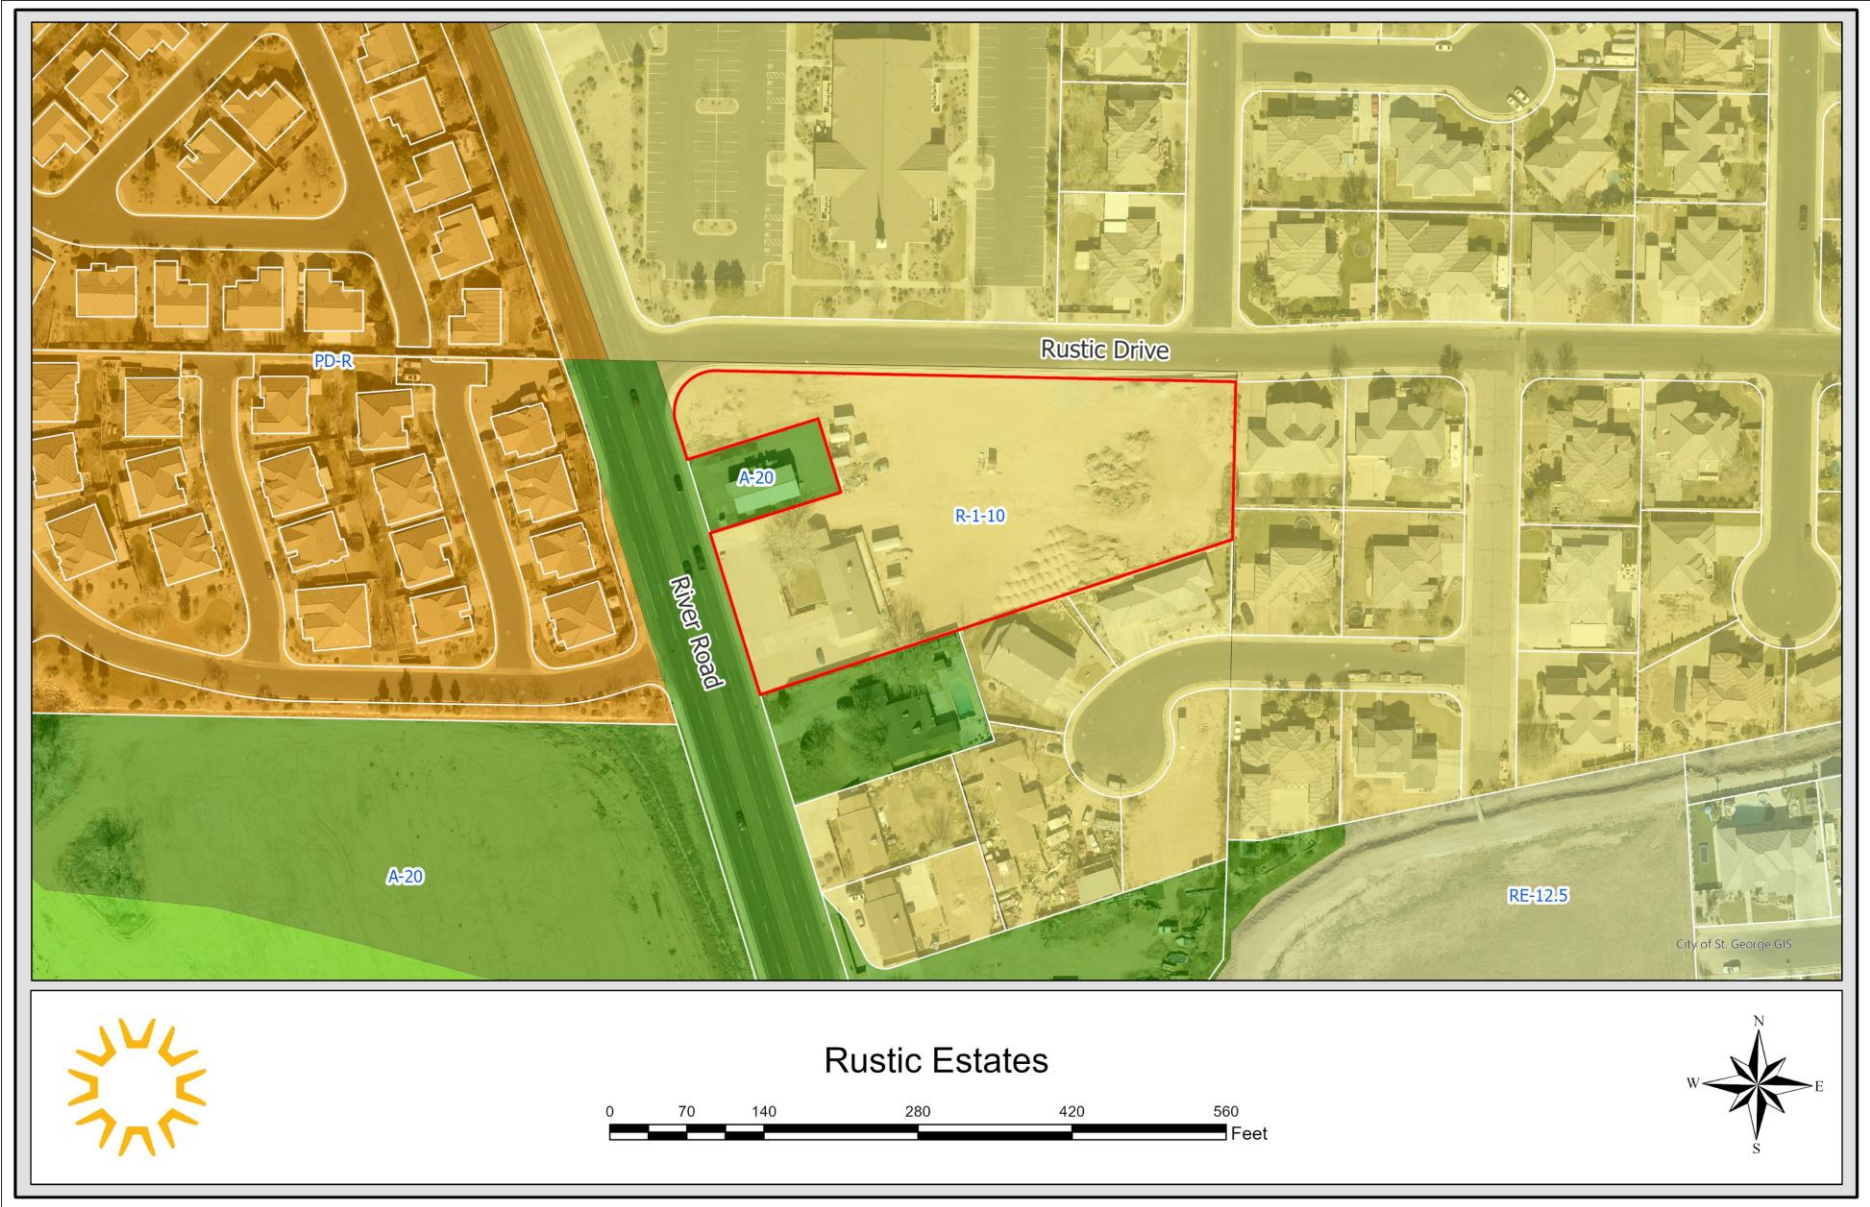 Rustic Drive
PD-R
A-20
R-1-10
River Road
A-20
RE-12.5
City of St. George GIS
Rustic Estates
0 70 140 280 420 560
Feet
N
W E
S